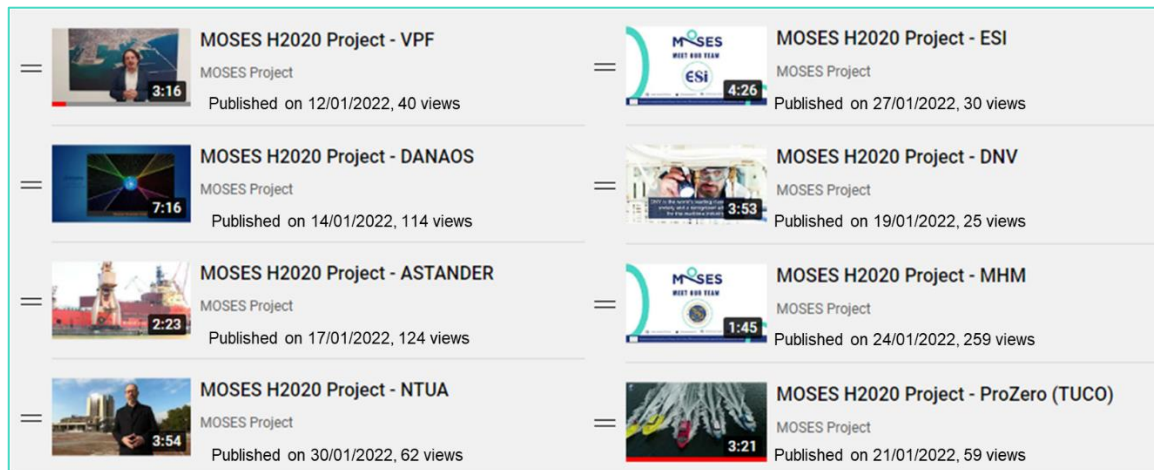 MOSES H2020 Project - VPF
MOSES Project
3:16
Published on 12/01/2022, 40 views
MOSES H2020 Project - DANAOS
MOSES Project
7:16
Published on 14/01/2022, 114 views
MOSES H2020 Project - ASTANDER
MOSES Project
2:23
Published on 17/01/2022, 124 views
MOSES H2020 Project - NTUA
MOSES Project
3:54
Published on 30/01/2022, 62 views
MOSES
MEET OUR TEAM
ESi
4:26
MOSES H2020 Project - ESI
MOSES Project
Published on 27/01/2022, 30 views
3:53
MOSES H2020 Project - DNV
MOSES Project
Published on 19/01/2022, 25 views
MOSES
MEET OUR TEAM
1:45
MOSES H2020 Project - MHM
MOSES Project
Published on 24/01/2022, 259 views
3:21
MOSES H2020 Project - ProZero (TUCO)
MOSES Project
Published on 21/01/2022, 59 views